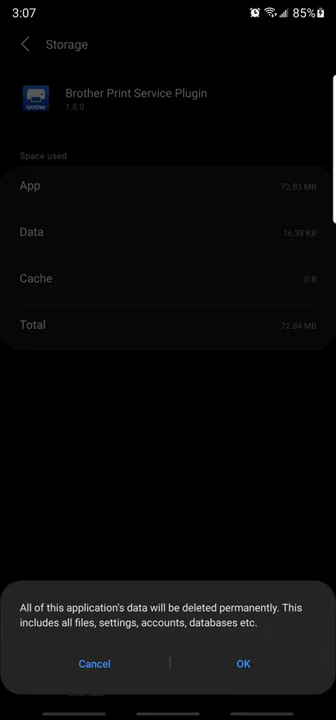 3:07
85%
Storage
Brother Print Service Plugin
1.8.0
brother
Space used
App
72.83 MB
Data
16.38 KB
Cache
0 B
Total
72.84 MB
All of this application's data will be deleted permanently. This
includes all files, settings, accounts, databases etc.
Cancel
OK